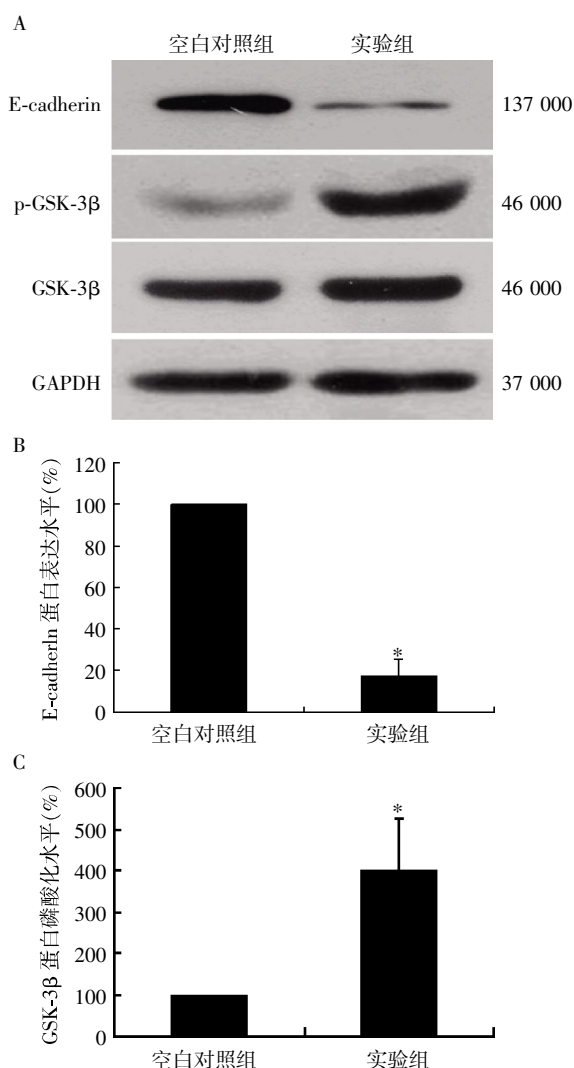 A
空白对照组 实验组
E-cadherin 137 000
p-GSK-3β 46 000
GSK-3β 46 000
GAPDH 37 000
B
E-cadherln 蛋白表达水平(%)
120
100
80
60
40
20
0
*
空白对照组 实验组
C
GSK-3β 蛋白磷酸化水平(%)
600
500
400
300
200
100
0
*
空白对照组 实验组